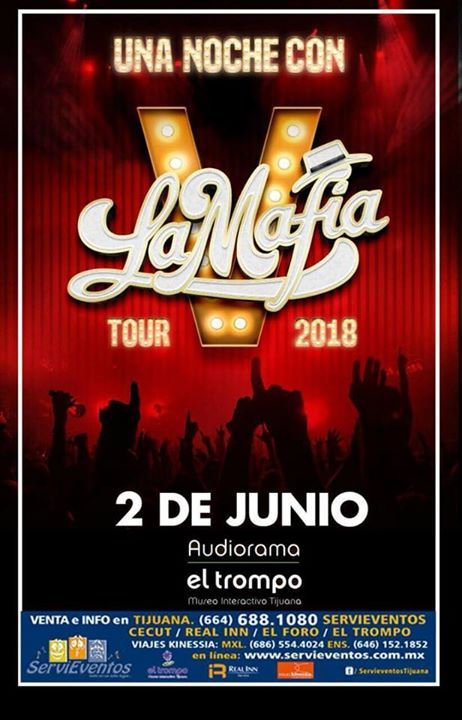 UNA NOCHE CON
V
La Mafia
TOUR 2018
2 DE JUNIO
Audiorama
el trompo
Museo Interactivo Tijuana
VENTA e INFO en TIJUANA. (664) 688.1080 SERVIEVENTOS
CECUT / REAL INN / EL FORO / EL TROMPO
VIAJES KINESSIA: MXL. (686) 554.4024 ENS. (646) 152.1852
en línea: www.servieventos.com.mx
ServiEventos
el trompo
REAL INN
/ServieventosTijuana